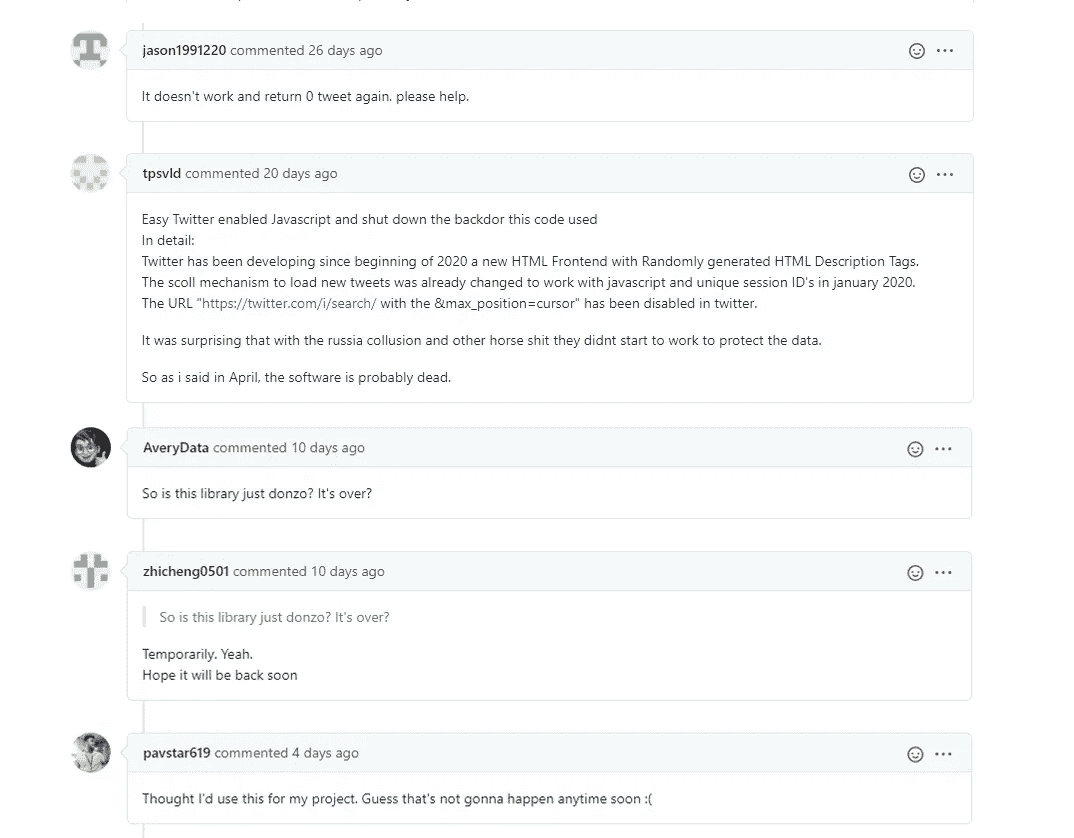 jason1991220 commented 26 days ago
It doesn't work and return 0 tweet again. please help.
tpsvld commented 20 days ago
Easy Twitter enabled Javascript and shut down the backdor this code used
In detail:
Twitter has been developing since beginning of 2020 a new HTML Frontend with Randomly generated HTML Description Tags.
The scoll mechanism to load new tweets was already changed to work with javascript and unique session ID's in january 2020.
The URL "https://twitter.com/i/search/ with the &max_position=cursor" has been disabled in twitter.
It was surprising that with the russia collusion and other horse shit they didnt start to work to protect the data.
So as i said in April, the software is probably dead.
AveryData commented 10 days ago
So is this library just donzo? It's over?
zhicheng0501 commented 10 days ago
So is this library just donzo? It's over?
Temporarily. Yeah.
Hope it will be back soon
pavstar619 commented 4 days ago
Thought I'd use this for my project. Guess that's not gonna happen anytime soon :(